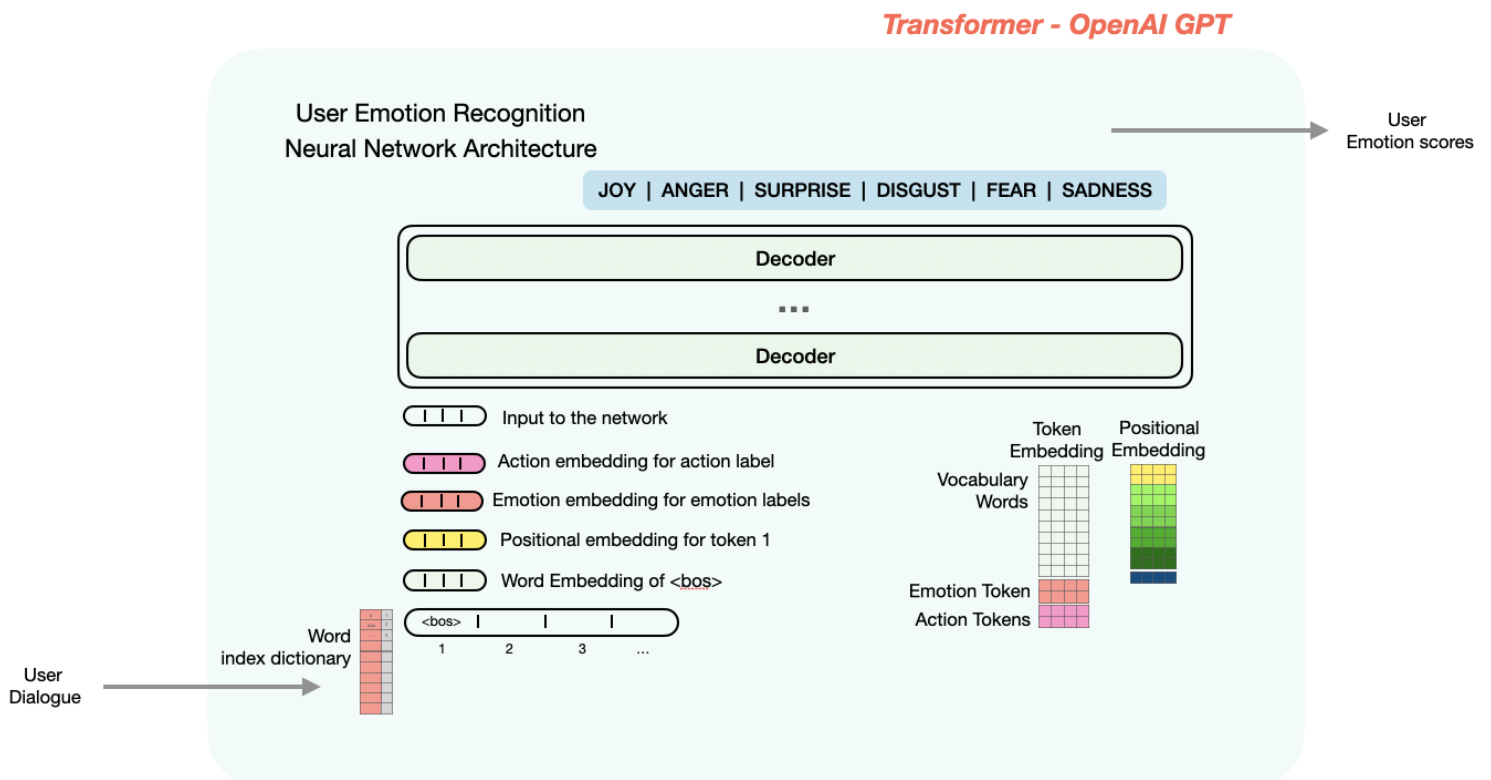 Transformer - OpenAI GPT
User Emotion Recognition
Neural Network Architecture
User
Emotion scores
JOY | ANGER | SURPRISE | DISGUST | FEAR | SADNESS
Decoder
...
Decoder
Input to the network
Action embedding for action label
Emotion embedding for emotion labels
Positional embedding for token 1
Word Embedding of <bos>
<bos>
1 2 3 ...
Word
index dictionary
User
Dialogue
Token
Embedding
Positional
Embedding
Vocabulary
Words
Emotion Token
Action Tokens